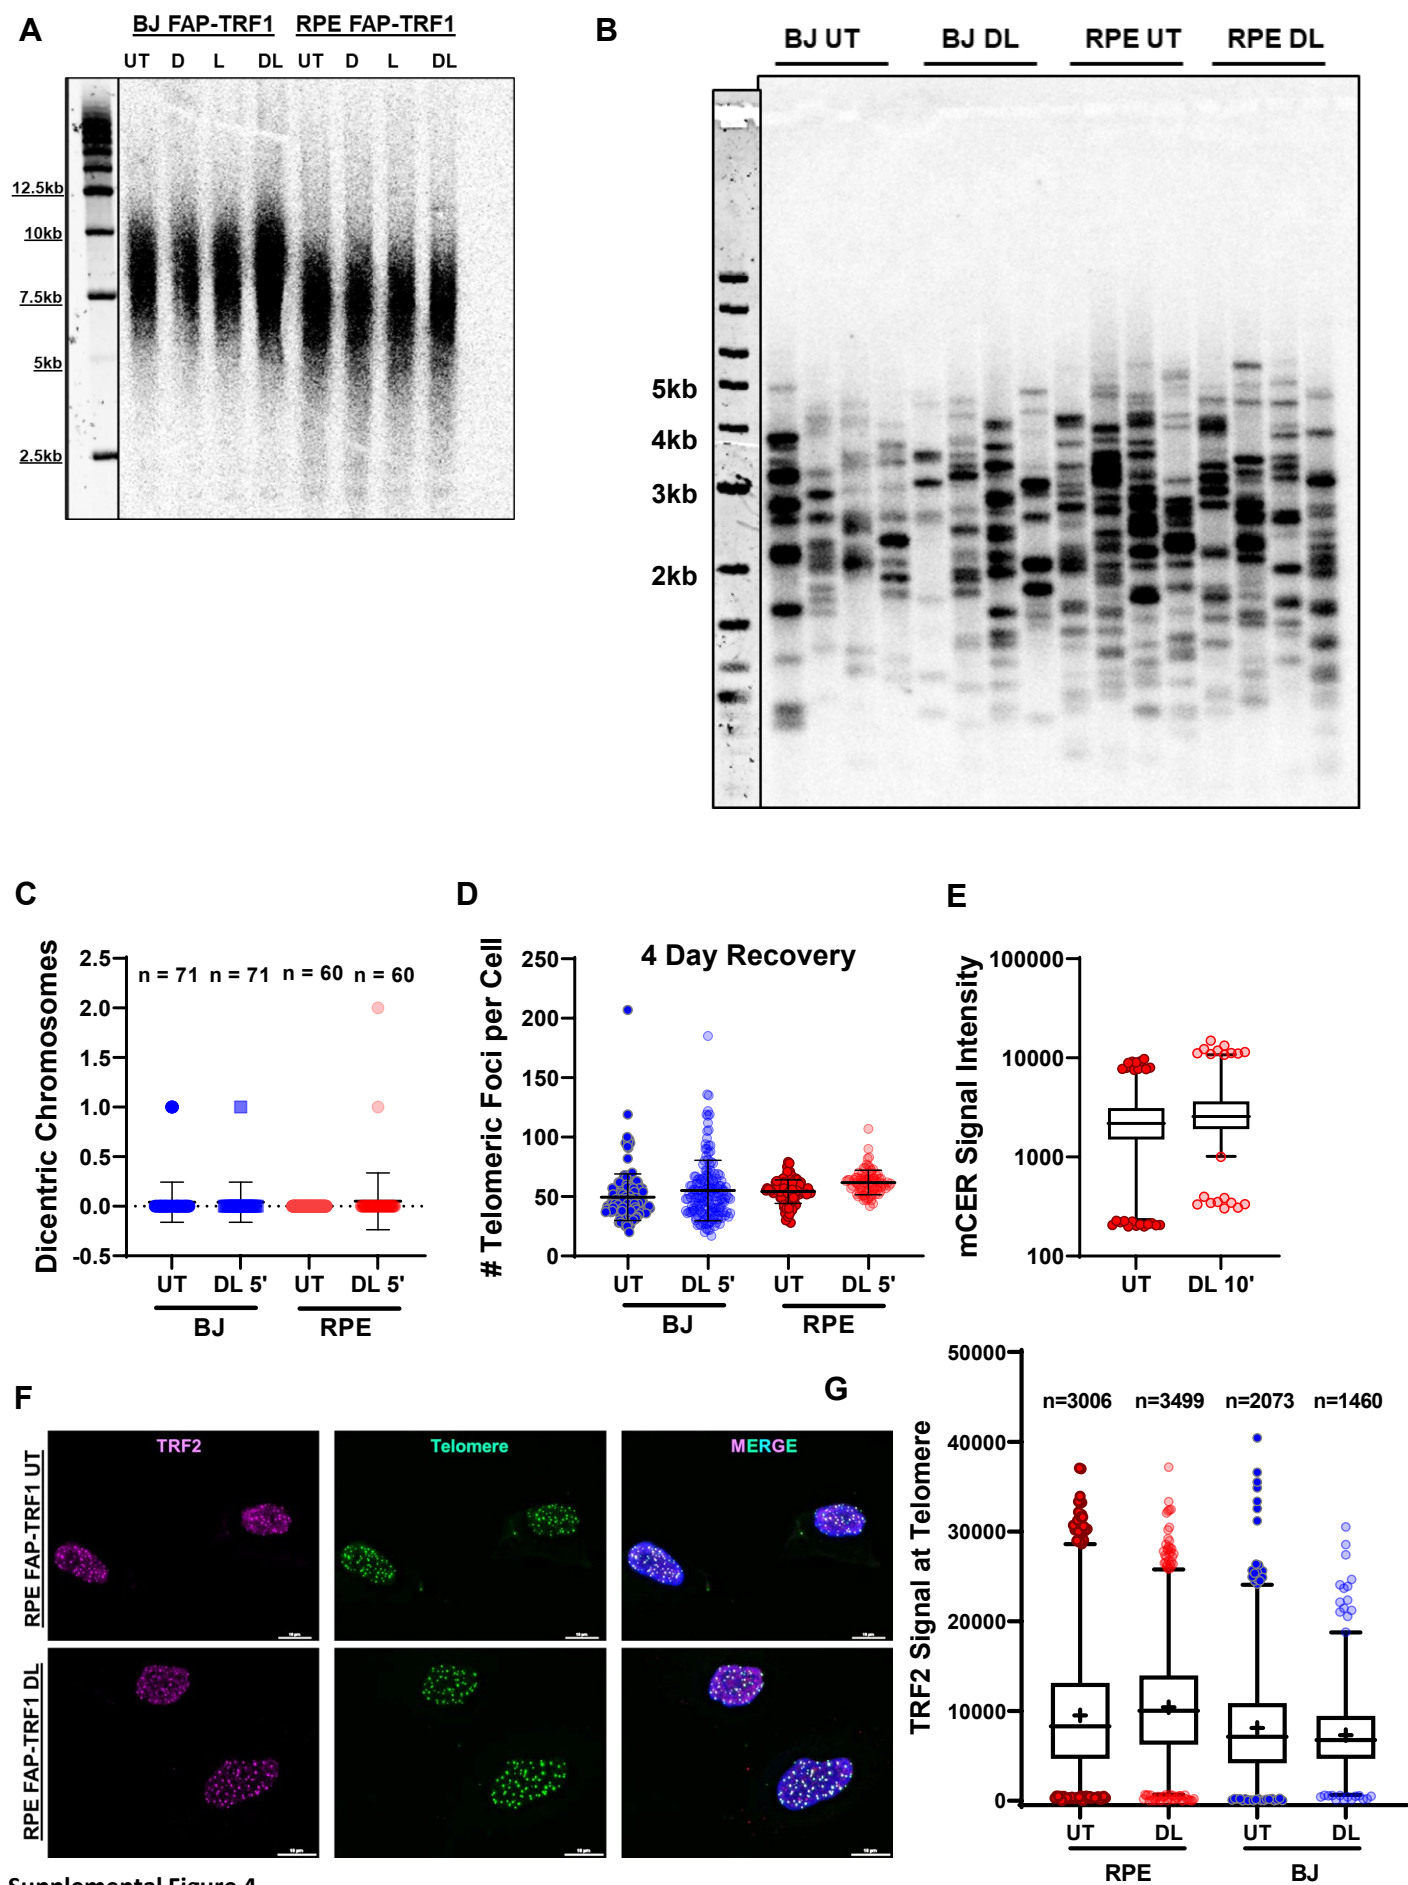 A
BJ FAP-TRF1 RPE FAP-TRF1
UT D L DL UT D L DL
12.5kb
10kb
7.5kb
5kb
2.5kb
B
BJ UT BJ DL RPE UT RPE DL
5kb
4kb
3kb
2kb
C
Dicentric Chromosomes
2.5
2.0
1.5
1.0
0.5
0.0
-0.5
n = 71 n = 71 n = 60 n = 60
UT DL 5' UT DL 5'
BJ RPE
D
# Telomeric Foci per Cell
4 Day Recovery
250
200
150
100
50
0
UT DL 5' UT DL 5'
BJ RPE
E
mCER Signal Intensity
100000
10000
1000
100
UT DL 10'
F
TRF2 Telomere MERGE
RPE FAP-TRF1 UT
RPE FAP-TRF1 DL
G
TRF2 Signal at Telomere
50000
40000
30000
20000
10000
0
n=3006 n=3499 n=2073 n=1460
UT DL UT DL
RPE BJ
Supplemental Figure 4